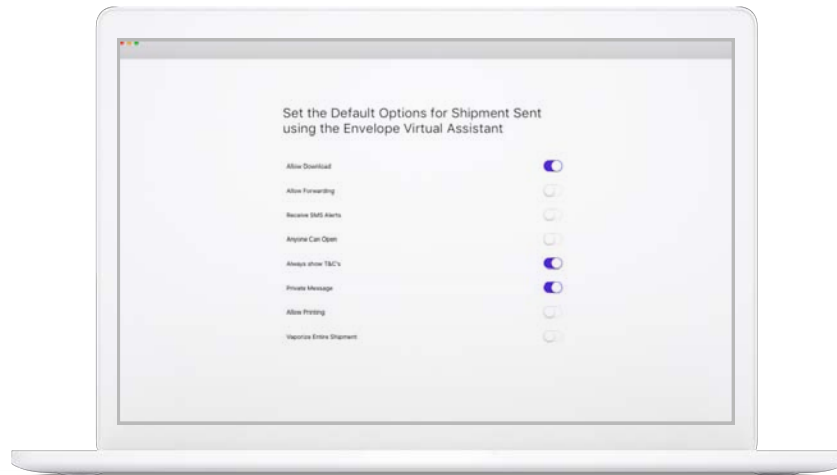 Set the Default Options for Shipment Sent
using the Envelope Virtual Assistant
Allow Download
Allow Forwarding
Receive SMS Alerts
Anyone Can Open
Always show T&C's
Private Message
Allow Printing
Vaporize Entire Shipment